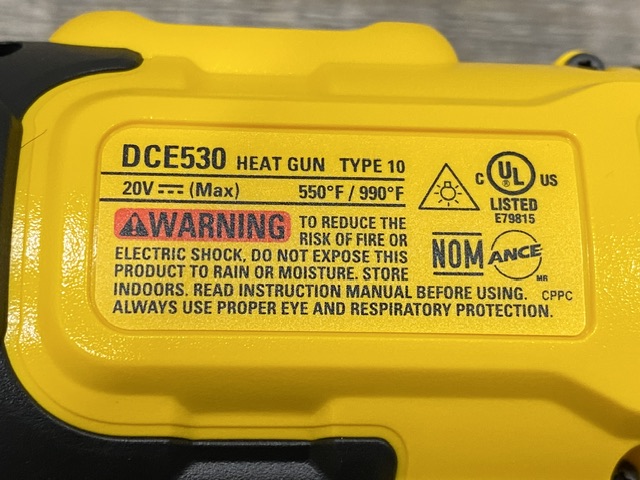 DCE530 HEAT GUN TYPE 10
20V ⎓ (Max) 550°F / 990°F
C UL US
LISTED
E79815
⚠WARNING TO REDUCE THE
RISK OF FIRE OR
ELECTRIC SHOCK, DO NOT EXPOSE THIS
PRODUCT TO RAIN OR MOISTURE. STORE
INDOORS. READ INSTRUCTION MANUAL BEFORE USING.
ALWAYS USE PROPER EYE AND RESPIRATORY PROTECTION.
NOM ANCE
MR
CPPC